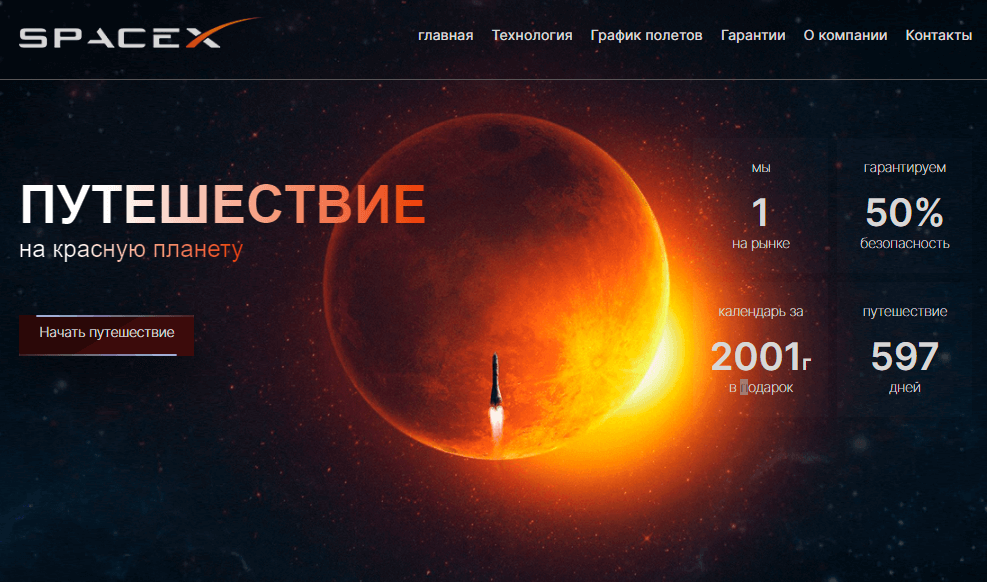 SPACEX
главная Технология График полетов Гарантии О компании Контакты
ПУТЕШЕСТВИЕ
на красную планету
Начать путешествие
мы
1
на рынке
гарантируем
50%
безопасность
календарь за
2001г
в подарок
путешествие
597
дней